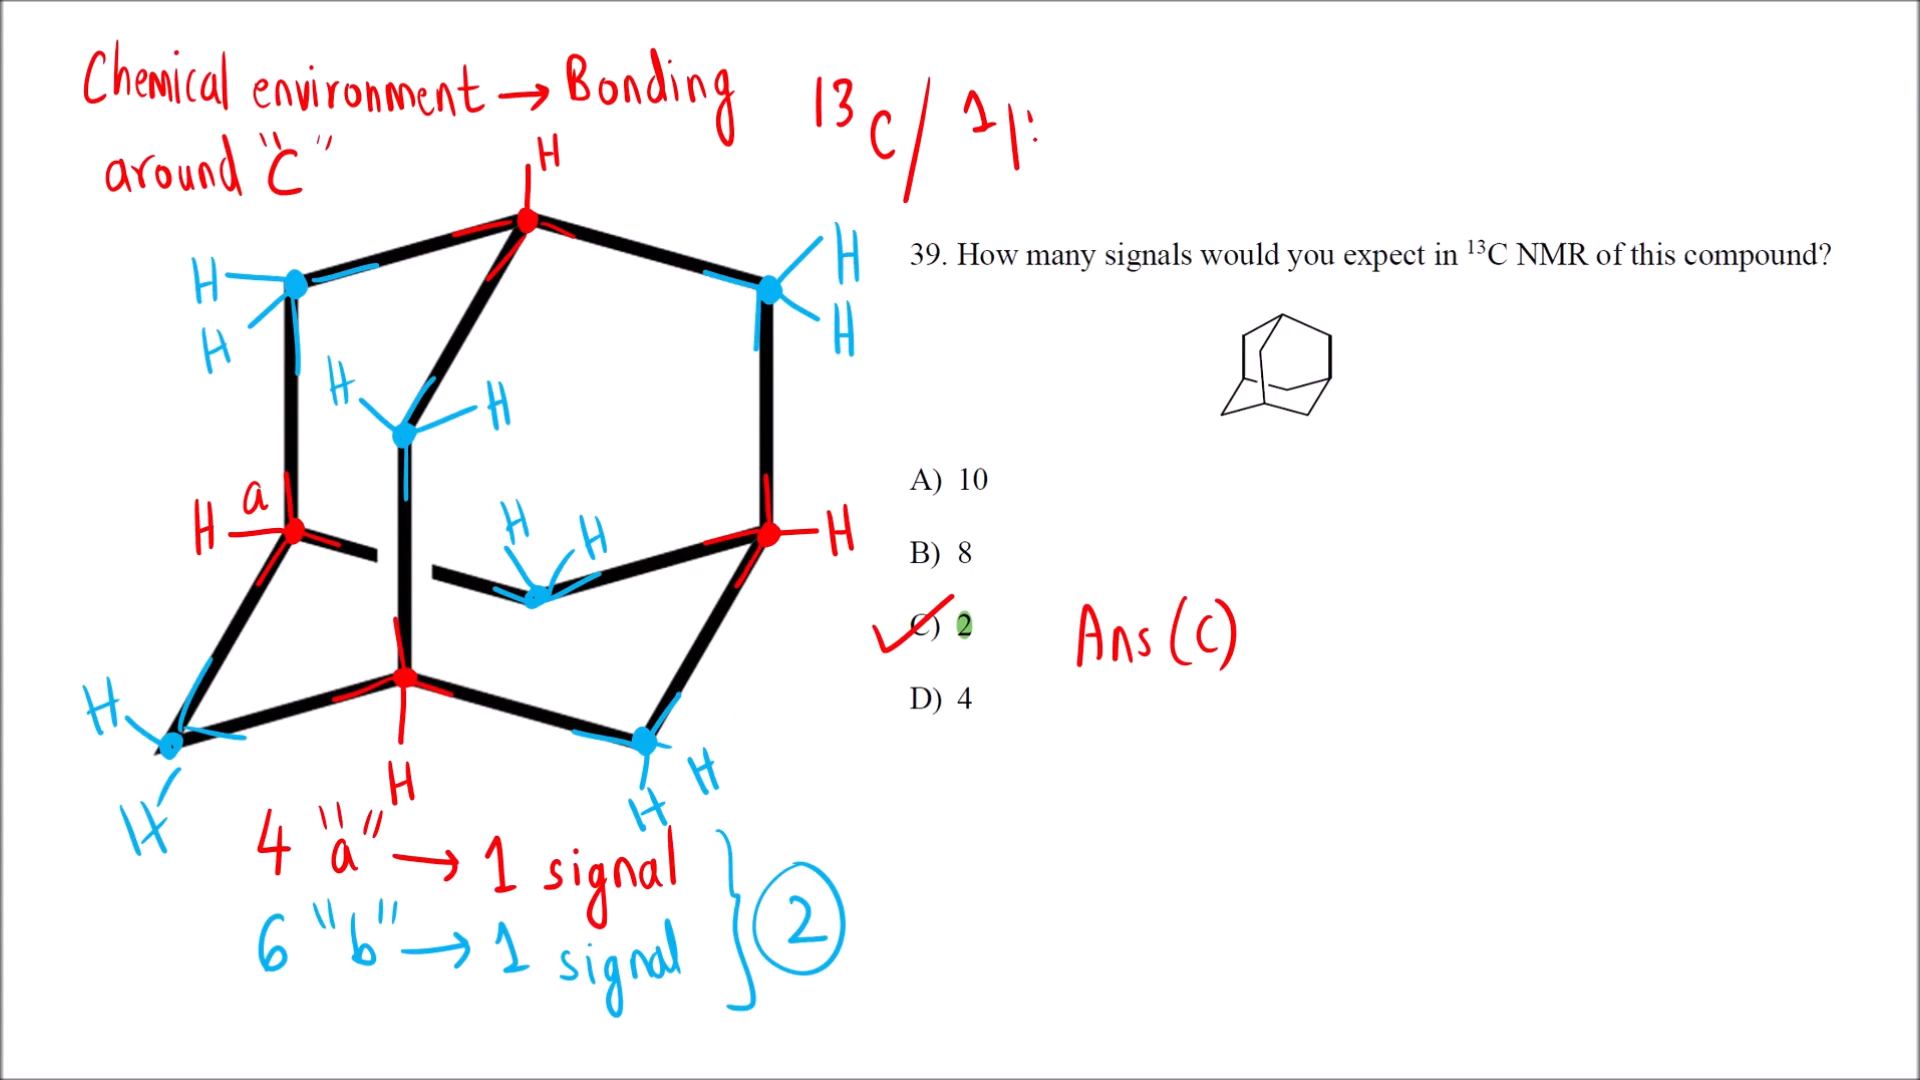 Chemical environment → Bonding
around "C"
13C/ 1
H
39. How many signals would you expect in 13C NMR of this compound?
H H
H H
H H
A) 10
a
H
H H
H
B) 8
C) 2
Ans (C)
D) 4
H
H
H
H
H
4 "a" → 1 signal
6 "b" → 1 signal
2